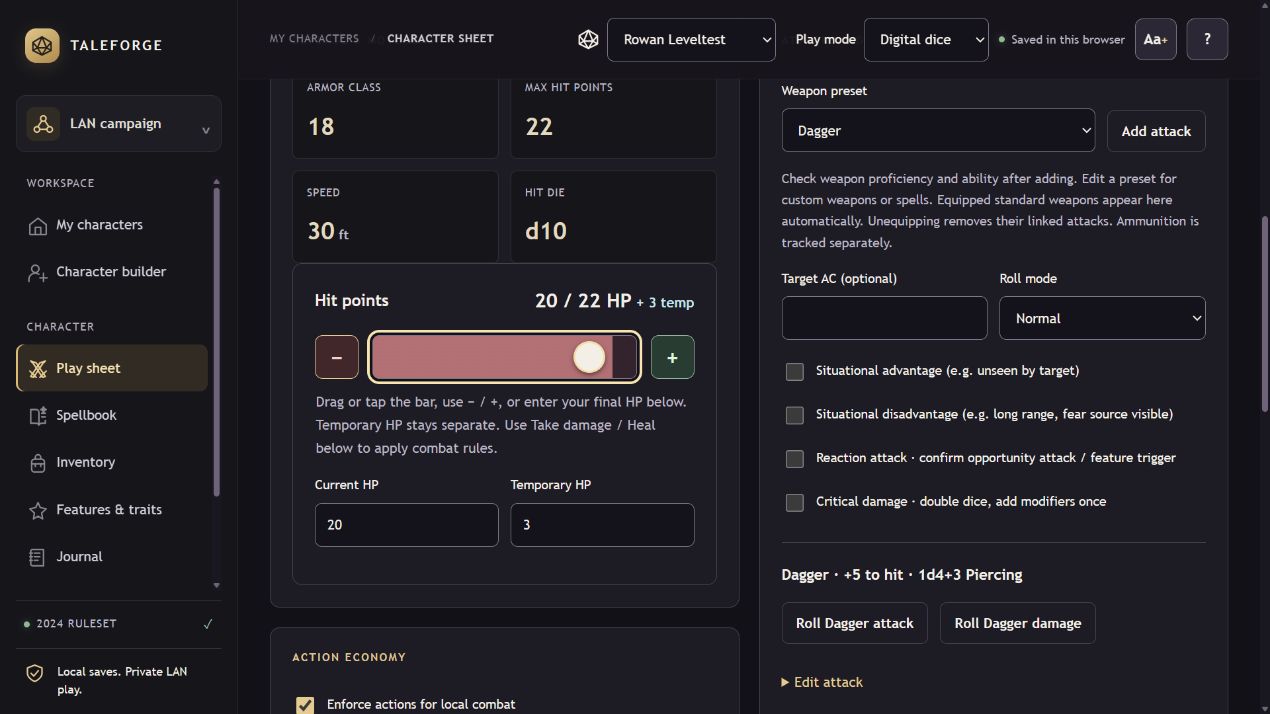 TALEFORGE
LAN campaign
WORKSPACE
My characters
Character builder
CHARACTER
Play sheet
Spellbook
Inventory
Features & traits
Journal
2024 RULESET
Local saves. Private LAN
play.
MY CHARACTERS / CHARACTER SHEET
Rowan Leveltest
Play mode
Digital dice
Saved in this browser
Aa+
?
ARMOR CLASS
18
MAX HIT POINTS
22
SPEED
30 ft
HIT DIE
d10
Hit points
20 / 22 HP + 3 temp
−
+
Drag or tap the bar, use − / +, or enter your final HP below.
Temporary HP stays separate. Use Take damage / Heal
below to apply combat rules.
Current HP
20
Temporary HP
3
ACTION ECONOMY
Enforce actions for local combat
Weapon preset
Dagger
Add attack
Check weapon proficiency and ability after adding. Edit a preset for
custom weapons or spells. Equipped standard weapons appear here
automatically. Unequipping removes their linked attacks. Ammunition is
tracked separately.
Target AC (optional)
Roll mode
Normal
Situational advantage (e.g. unseen by target)
Situational disadvantage (e.g. long range, fear source visible)
Reaction attack · confirm opportunity attack / feature trigger
Critical damage · double dice, add modifiers once
Dagger · +5 to hit · 1d4+3 Piercing
Roll Dagger attack
Roll Dagger damage
Edit attack